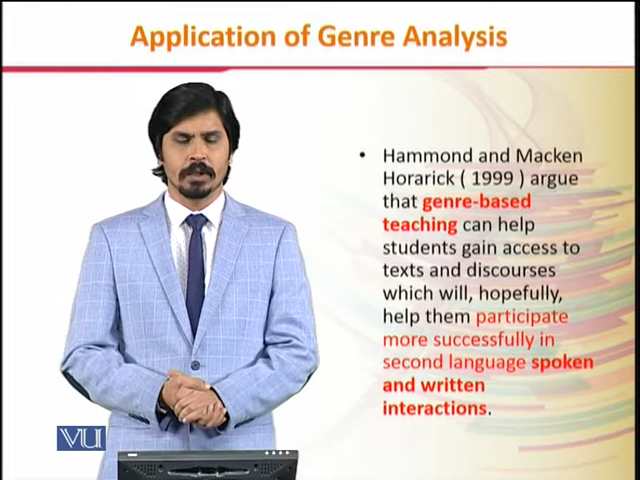 Application of Genre Analysis
• Hammond and Macken
Horarick ( 1999 ) argue
that genre-based
teaching can help
students gain access to
texts and discourses
which will, hopefully,
help them participate
more successfully in
second language spoken
and written
interactions.
VU